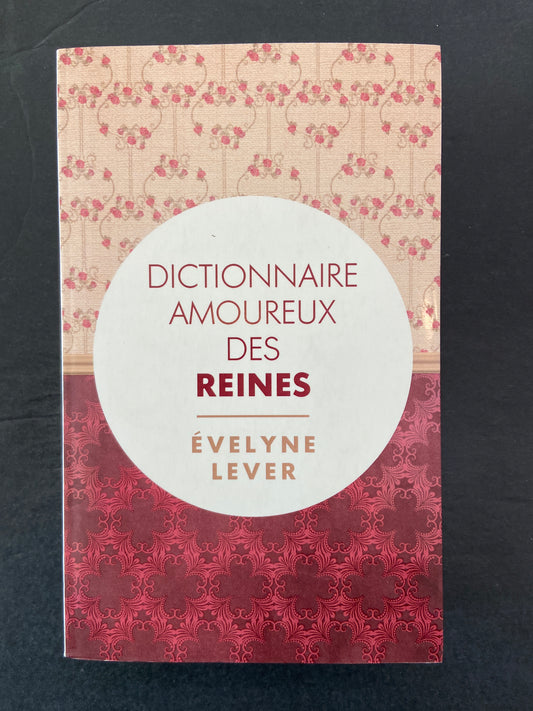 DICTIONNAIRE
AMOUREUX
DES
REINES
ÉVELYNE
LEVER